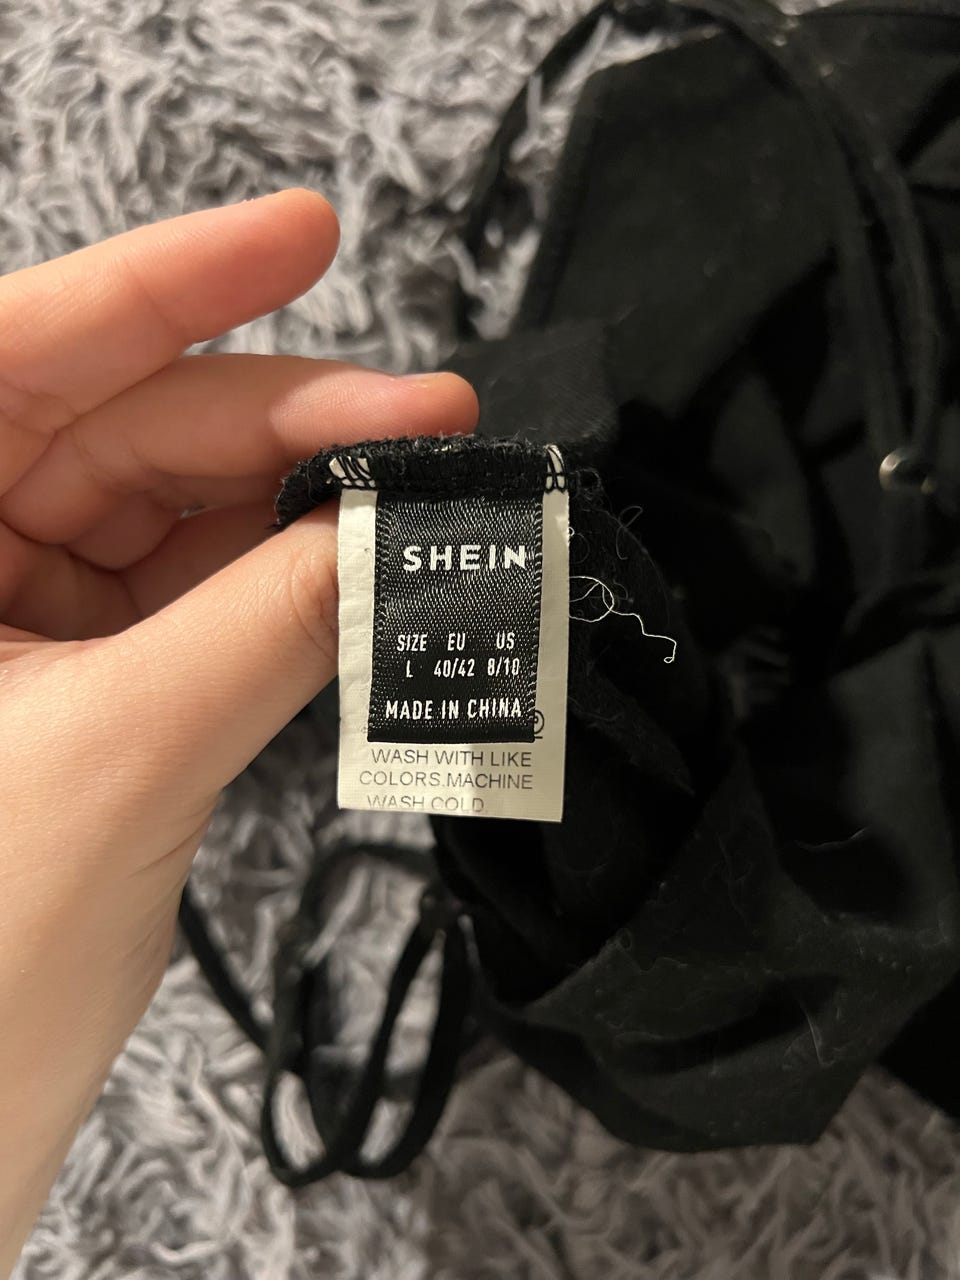 SHEIN
SIZE EU US
L 40/42 8/10
MADE IN CHINA
WASH WITH LIKE
COLORS.MACHINE
WASH COLD.